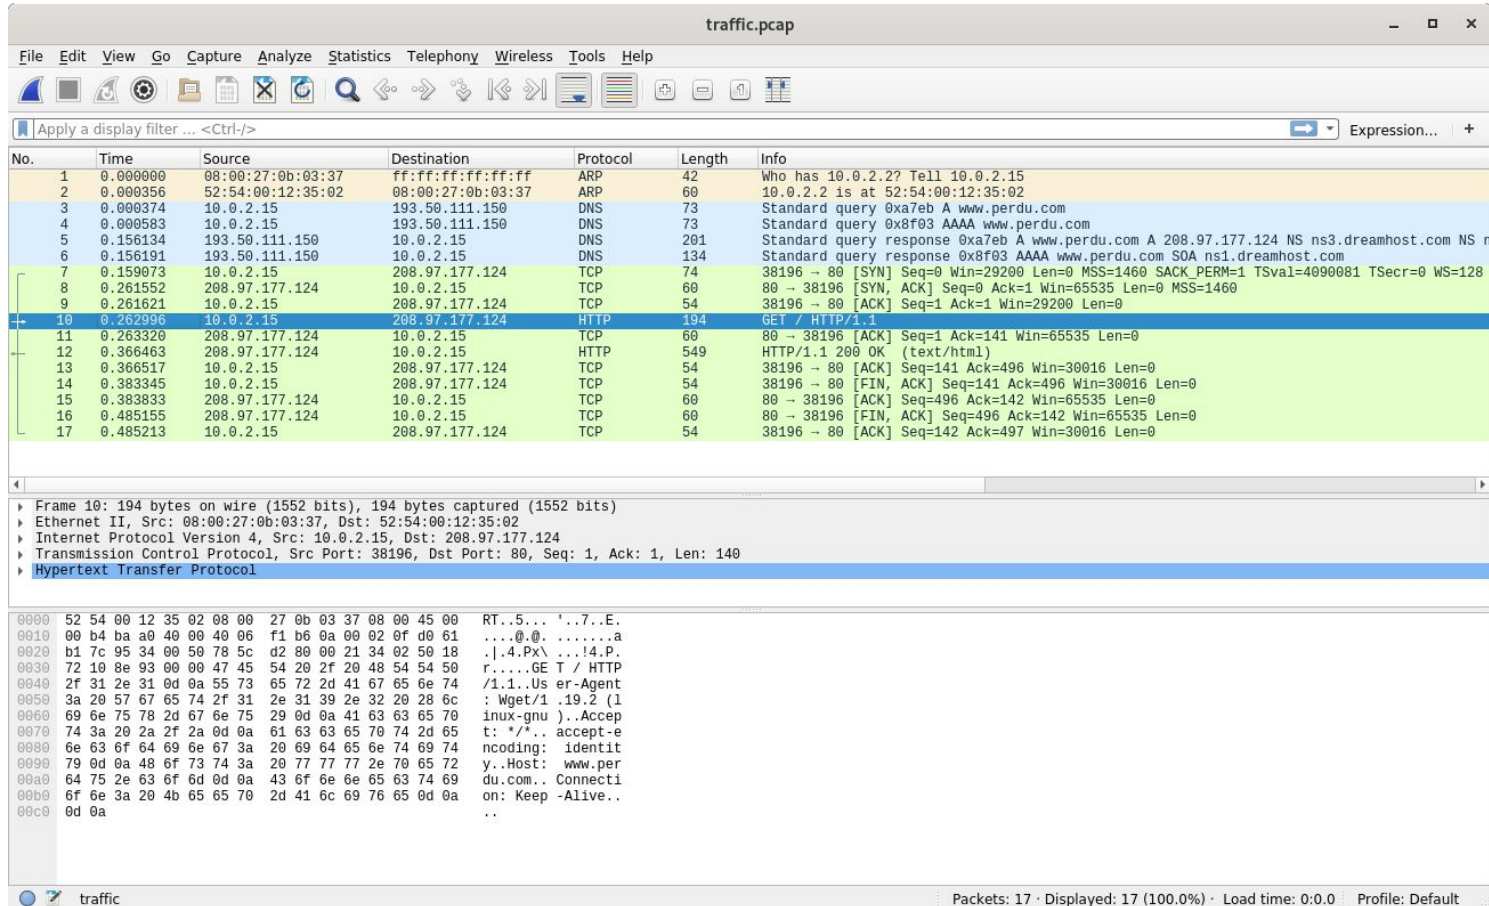 traffic.pcap
File Edit View Go Capture Analyze Statistics Telephony Wireless Tools Help
Apply a display filter ... <Ctrl-/> Expression... +
No. Time Source Destination Protocol Length Info
1 0.000000 08:00:27:0b:03:37 ff:ff:ff:ff:ff:ff ARP 42 Who has 10.0.2.2? Tell 10.0.2.15
2 0.000356 52:54:00:12:35:02 08:00:27:0b:03:37 ARP 60 10.0.2.2 is at 52:54:00:12:35:02
3 0.000374 10.0.2.15 193.50.111.150 DNS 73 Standard query 0xa7eb A www.perdu.com
4 0.000583 10.0.2.15 193.50.111.150 DNS 73 Standard query 0x8f03 AAAA www.perdu.com
5 0.156134 193.50.111.150 10.0.2.15 DNS 201 Standard query response 0xa7eb A www.perdu.com A 208.97.177.124 NS ns3.dreamhost.com NS n
6 0.156191 193.50.111.150 10.0.2.15 DNS 134 Standard query response 0x8f03 AAAA www.perdu.com SOA ns1.dreamhost.com
7 0.159073 10.0.2.15 208.97.177.124 TCP 74 38196 → 80 [SYN] Seq=0 Win=29200 Len=0 MSS=1460 SACK_PERM=1 TSval=4090081 TSecr=0 WS=128
8 0.261552 208.97.177.124 10.0.2.15 TCP 60 80 → 38196 [SYN, ACK] Seq=0 Ack=1 Win=65535 Len=0 MSS=1460
9 0.261621 10.0.2.15 208.97.177.124 TCP 54 38196 → 80 [ACK] Seq=1 Ack=1 Win=29200 Len=0
10 0.262996 10.0.2.15 208.97.177.124 HTTP 194 GET / HTTP/1.1
11 0.263320 208.97.177.124 10.0.2.15 TCP 60 80 → 38196 [ACK] Seq=1 Ack=141 Win=65535 Len=0
12 0.366463 208.97.177.124 10.0.2.15 HTTP 549 HTTP/1.1 200 OK (text/html)
13 0.366517 10.0.2.15 208.97.177.124 TCP 54 38196 → 80 [ACK] Seq=141 Ack=496 Win=30016 Len=0
14 0.383345 10.0.2.15 208.97.177.124 TCP 54 38196 → 80 [FIN, ACK] Seq=141 Ack=496 Win=30016 Len=0
15 0.383833 208.97.177.124 10.0.2.15 TCP 60 80 → 38196 [ACK] Seq=496 Ack=142 Win=65535 Len=0
16 0.485155 208.97.177.124 10.0.2.15 TCP 60 80 → 38196 [FIN, ACK] Seq=496 Ack=142 Win=65535 Len=0
17 0.485213 10.0.2.15 208.97.177.124 TCP 54 38196 → 80 [ACK] Seq=142 Ack=497 Win=30016 Len=0
Frame 10: 194 bytes on wire (1552 bits), 194 bytes captured (1552 bits)
Ethernet II, Src: 08:00:27:0b:03:37, Dst: 52:54:00:12:35:02
Internet Protocol Version 4, Src: 10.0.2.15, Dst: 208.97.177.124
Transmission Control Protocol, Src Port: 38196, Dst Port: 80, Seq: 1, Ack: 1, Len: 140
Hypertext Transfer Protocol
0000 52 54 00 12 35 02 08 00 27 0b 03 37 08 00 45 00 RT..5... '..7..E.
0010 00 b4 ba a0 40 00 40 06 f1 b6 0a 00 02 0f d0 61 ....@.@. .......a
0020 b1 7c 95 34 00 50 78 5c d2 80 00 21 34 02 50 18 .|.4.Px\ ...!4.P.
0030 72 10 8e 93 00 00 47 45 54 20 2f 20 48 54 54 50 r.....GE T / HTTP
0040 2f 31 2e 31 0d 0a 55 73 65 72 2d 41 67 65 6e 74 /1.1..Us er-Agent
0050 3a 20 57 67 65 74 2f 31 2e 31 39 2e 32 20 28 6c : Wget/1 .19.2 (l
0060 69 6e 75 78 2d 67 6e 75 29 0d 0a 41 63 63 65 70 inux-gnu )..Accep
0070 74 3a 20 2a 2f 2a 0d 0a 61 63 63 65 70 74 2d 65 t: */*.. accept-e
0080 6e 63 6f 64 69 6e 67 3a 20 69 64 65 6e 74 69 74 ncoding: identit
0090 79 0d 0a 48 6f 73 74 3a 20 77 77 77 2e 70 65 72 y..Host: www.per
00a0 64 75 2e 63 6f 6d 0d 0a 43 6f 6e 6e 65 63 74 69 du.com.. Connecti
00b0 6f 6e 3a 20 4b 65 65 70 2d 41 6c 69 76 65 0d 0a on: Keep -Alive..
00c0 0d 0a ..
traffic Packets: 17 · Displayed: 17 (100.0%) · Load time: 0:0.0 Profile: Default